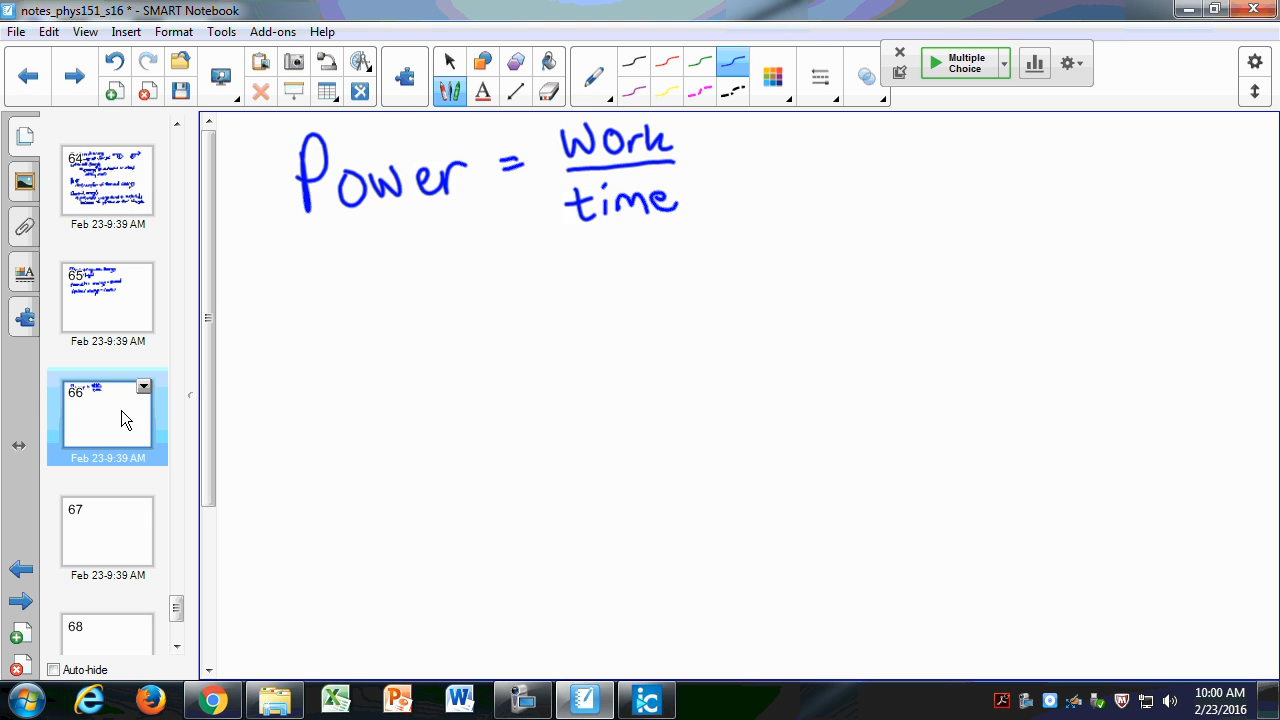 notes_phys151_s16 * - SMART Notebook
File Edit View Insert Format Tools Add-ons Help
Multiple
Choice
Power = work
time
64
Feb 23-9:39 AM
65
Feb 23-9:39 AM
66
Feb 23-9:39 AM
67
Feb 23-9:39 AM
68
Auto-hide
10:00 AM
2/23/2016